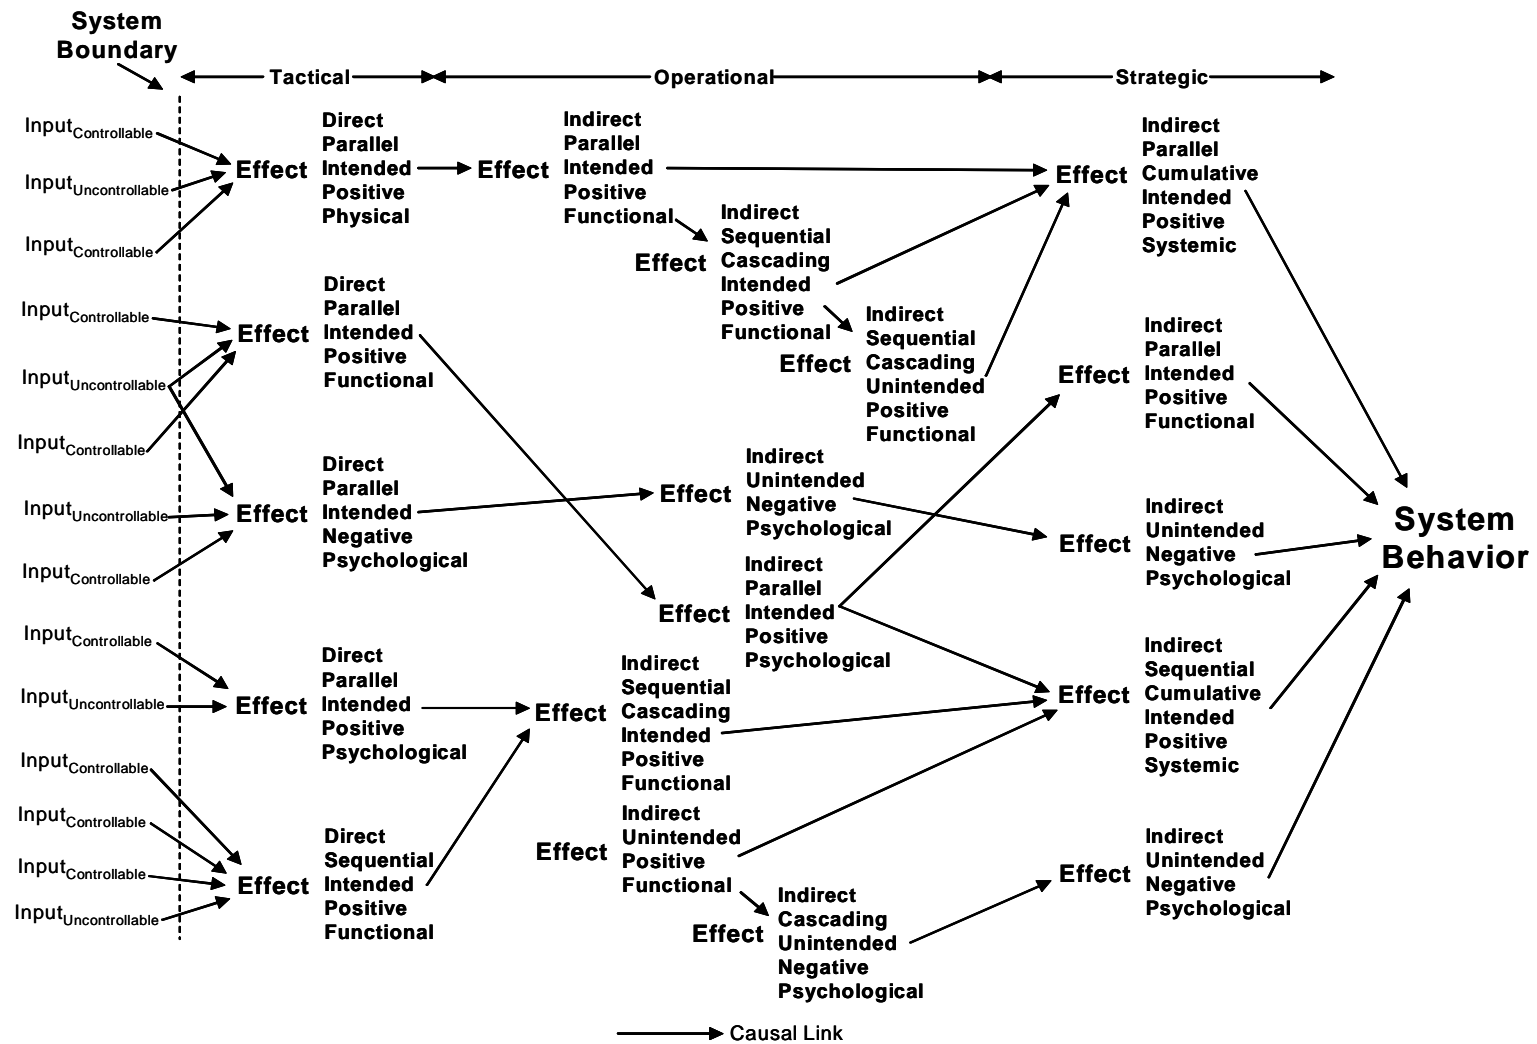 System
Boundary
Tactical
Operational
Strategic
Input Controllable
Input Uncontrollable
Input Controllable
Effect
Direct
Parallel
Intended
Positive
Physical
Effect
Indirect
Parallel
Intended
Positive
Functional
Effect
Indirect
Sequential
Cascading
Intended
Positive
Functional
Effect
Indirect
Sequential
Cascading
Unintended
Positive
Functional
Effect
Indirect
Parallel
Cumulative
Intended
Positive
Systemic
Input Controllable
Input Uncontrollable
Input Controllable
Effect
Direct
Parallel
Intended
Positive
Functional
Effect
Indirect
Parallel
Intended
Positive
Functional
Input Uncontrollable
Input Controllable
Effect
Direct
Parallel
Intended
Negative
Psychological
Effect
Indirect
Unintended
Negative
Psychological
Effect
Indirect
Unintended
Negative
Psychological
System
Behavior
Effect
Indirect
Parallel
Intended
Positive
Psychological
Input Controllable
Input Uncontrollable
Effect
Direct
Parallel
Intended
Positive
Psychological
Effect
Indirect
Sequential
Cascading
Intended
Positive
Functional
Effect
Indirect
Sequential
Cumulative
Intended
Positive
Systemic
Input Controllable
Input Controllable
Input Controllable
Input Uncontrollable
Effect
Direct
Sequential
Intended
Positive
Functional
Effect
Indirect
Unintended
Positive
Functional
Effect
Indirect
Cascading
Unintended
Negative
Psychological
Effect
Indirect
Unintended
Negative
Psychological
Causal Link